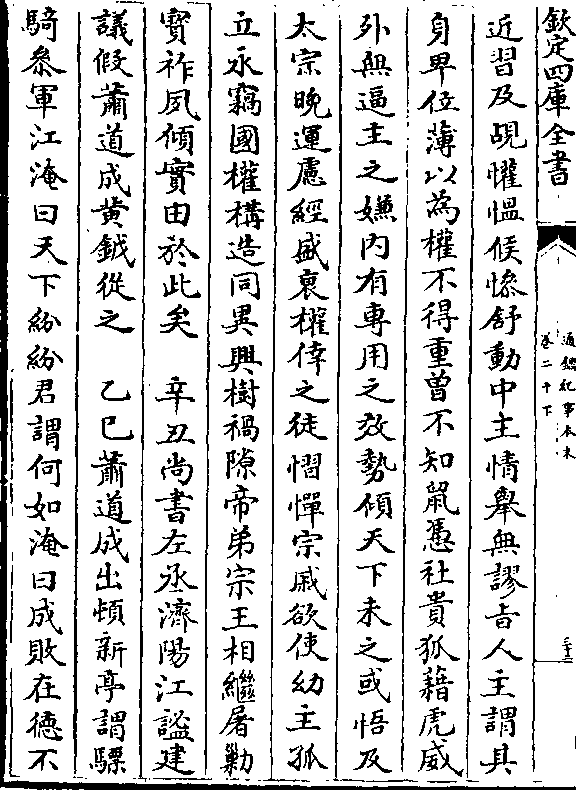 欽定四庫全書
通鑑紀事本末
卷二十下
三十三
近習及覘懽慍候慘舒動中主情舉無謬旨人主謂其
身卑位薄以為權不得重曾不知鼠憑社貴狐藉虎威
外無逼主之嫌内有專用之效勢傾天下未之或悟及
太宗晚運慮經盛衰權倖之徒慴憚宗戚欲使幼主孤
立永竊國權構造同異興樹禍隙帝弟宗王相繼屠勦
寳祚夙傾實由於此矣　辛丑尚書左丞濟陽江謐建
議假蕭道成黄鉞從之　乙巳蕭道成出頓新亭謂驃
騎叅軍江淹曰天下紛紛君謂何如淹曰成敗在德不